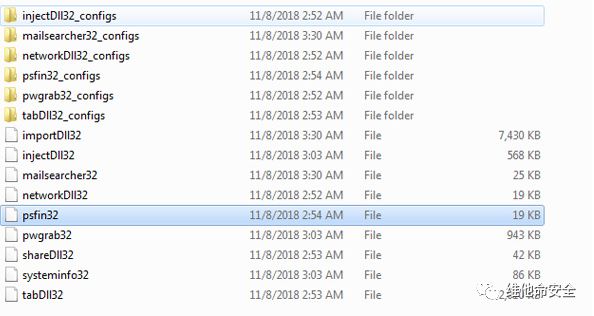 injectDll32_configs 11/8/2018 2:52 AM File folder
mailsearcher32_configs 11/8/2018 3:30 AM File folder
networkDll32_configs 11/8/2018 2:52 AM File folder
psfin32_configs 11/8/2018 2:54 AM File folder
pwgrab32_configs 11/8/2018 2:52 AM File folder
tabDll32_configs 11/8/2018 2:53 AM File folder
importDll32 11/8/2018 3:30 AM File 7,430 KB
injectDll32 11/8/2018 3:03 AM File 568 KB
mailsearcher32 11/8/2018 3:30 AM File 25 KB
networkDll32 11/8/2018 2:52 AM File 19 KB
psfin32 11/8/2018 2:54 AM File 19 KB
pwgrab32 11/8/2018 3:03 AM File 943 KB
shareDll32 11/8/2018 2:53 AM File 42 KB
systeminfo32 11/8/2018 3:03 AM File 86 KB
tabDll32 11/8/2018 2:53 AM File
维他命安全